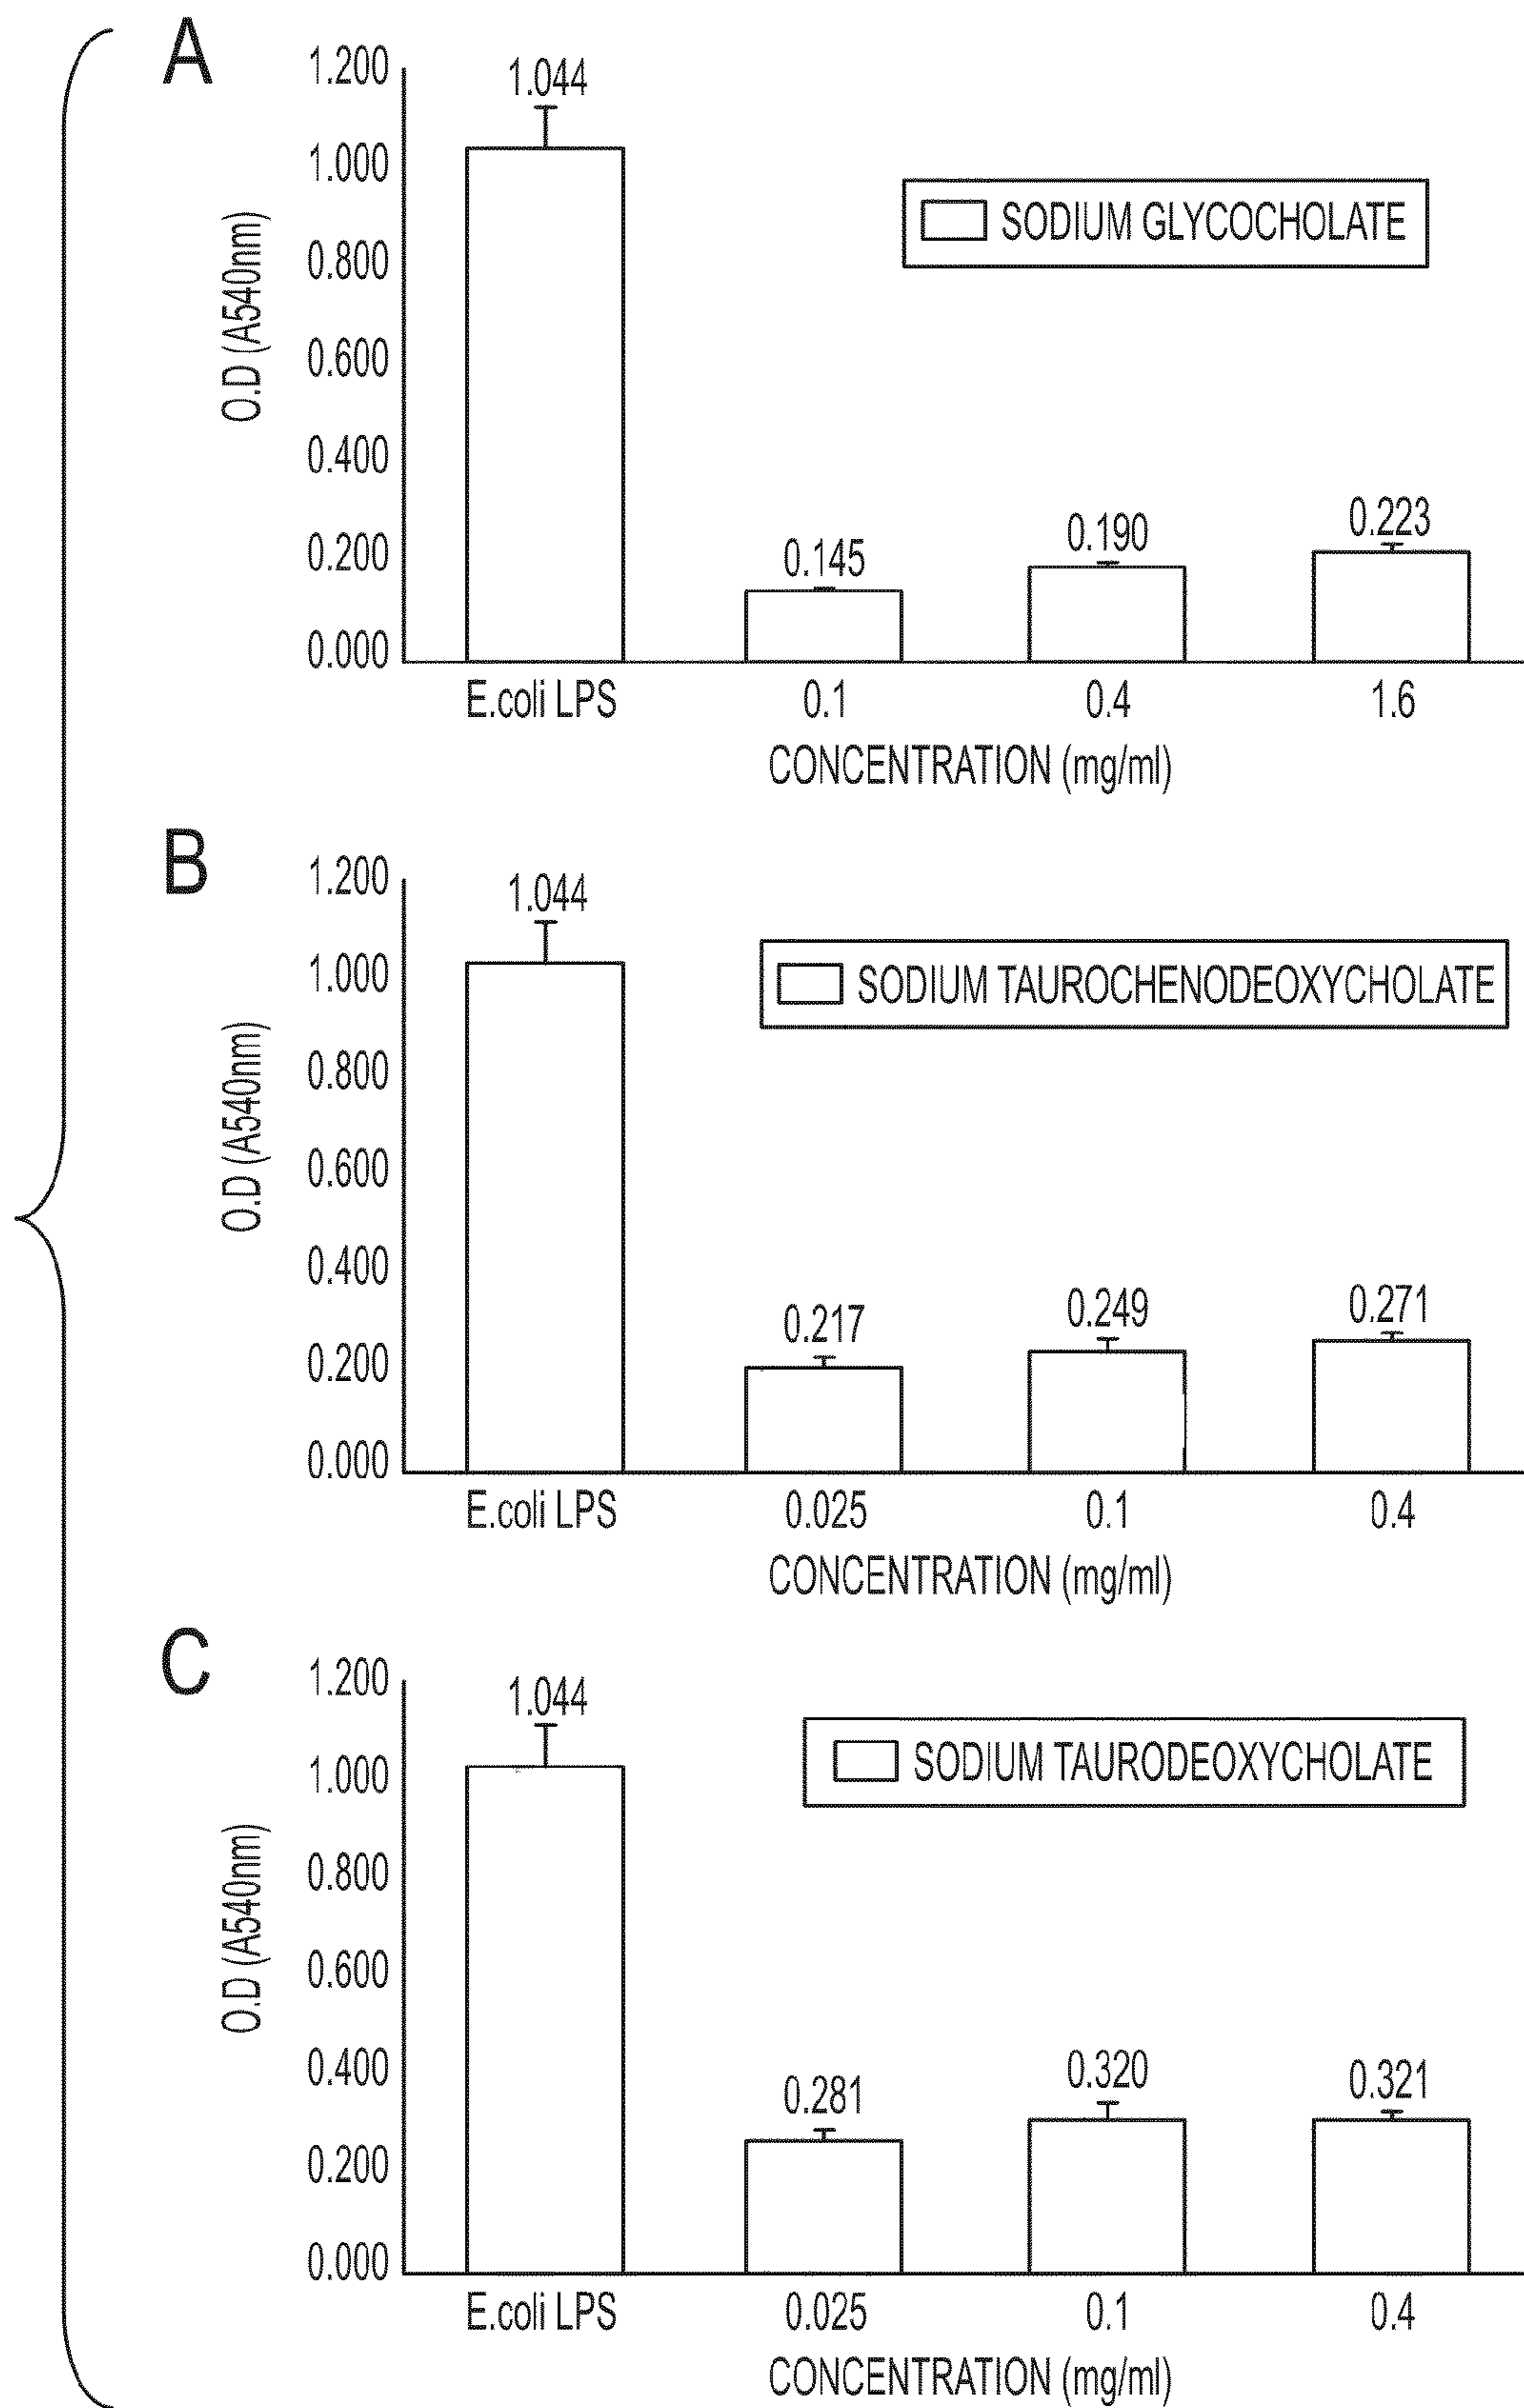 A
1.200
1.000
0.800
0.600
0.400
0.200
0.000
O.D (A540nm)
1.044
0.145
0.190
0.223
SODIUM GLYCOCHOLATE
E.coli LPS 0.1 0.4 1.6
CONCENTRATION (mg/ml)
B
1.200
1.000
0.800
0.600
0.400
0.200
0.000
O.D (A540nm)
1.044
0.217
0.249
0.271
SODIUM TAUROCHENODEOXYCHOLATE
E.coli LPS 0.025 0.1 0.4
CONCENTRATION (mg/ml)
C
1.200
1.000
0.800
0.600
0.400
0.200
0.000
O.D (A540nm)
1.044
0.281
0.320
0.321
SODIUM TAURODEOXYCHOLATE
E.coli LPS 0.025 0.1 0.4
CONCENTRATION (mg/ml)